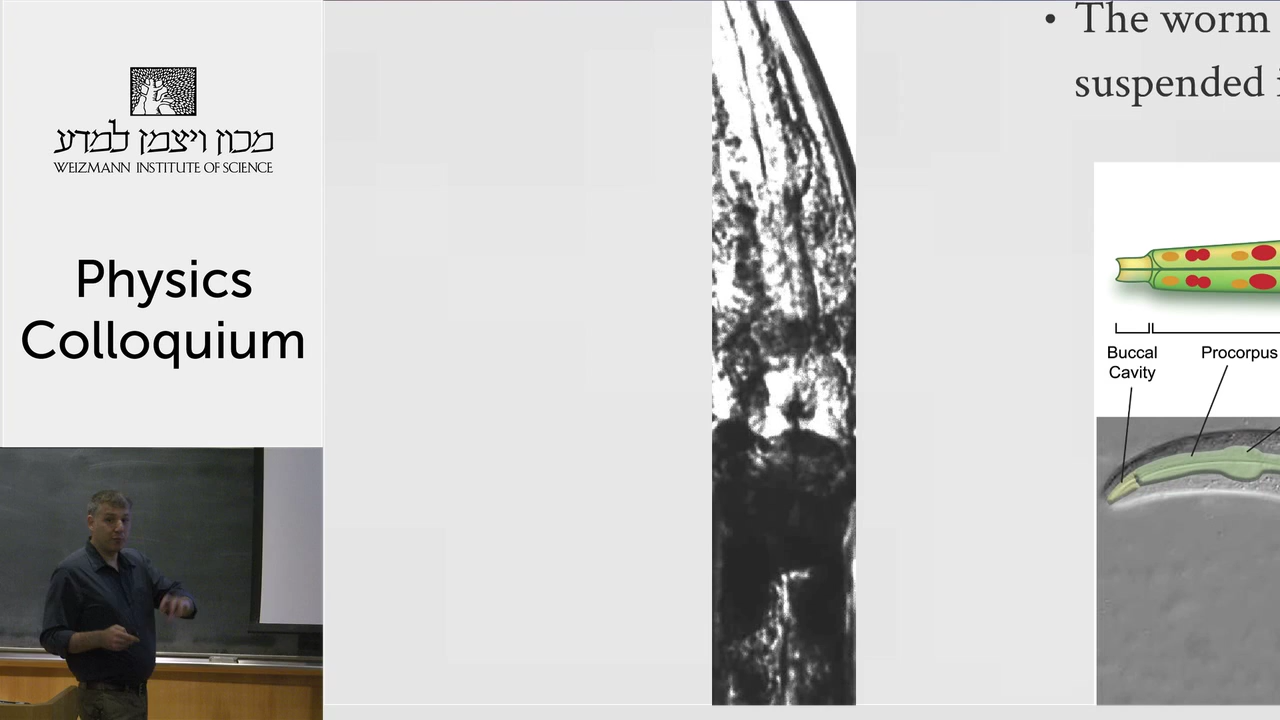 מכון ויצמן למדע
WEIZMANN INSTITUTE OF SCIENCE
Physics
Colloquium
• The worm
suspended i
Buccal
Cavity
Procorpus